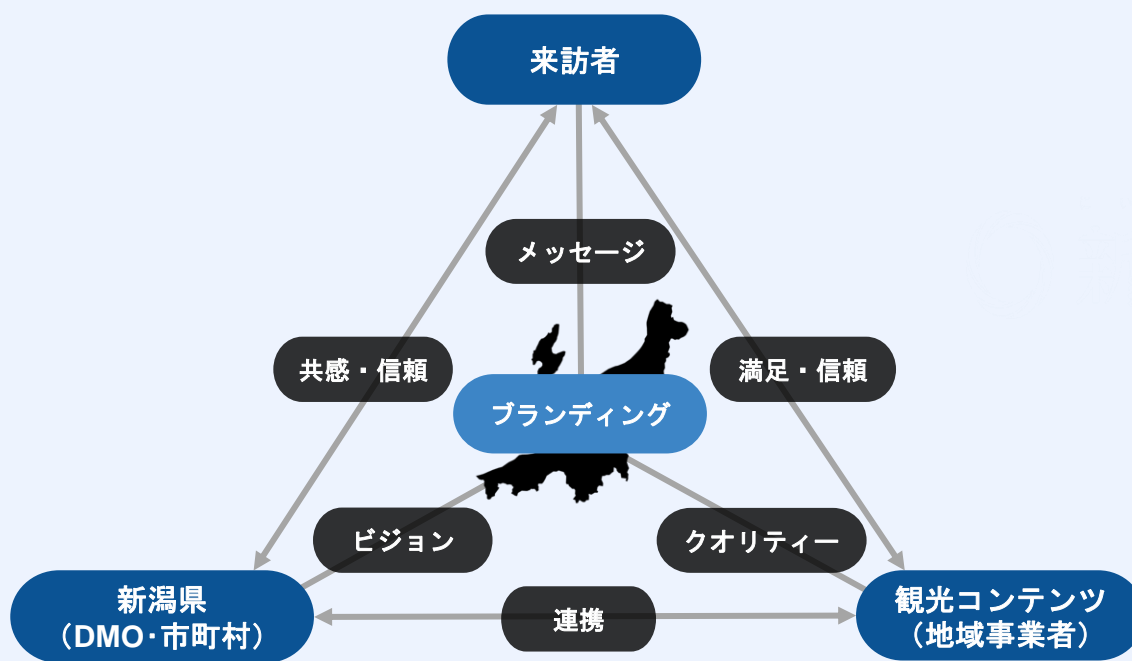 来訪者
メッセージ
共感・信頼
満足・信頼
ブランディング
ビジョン
クオリティー
新潟県
（DMO・市町村）
連携
観光コンテンツ
（地域事業者）